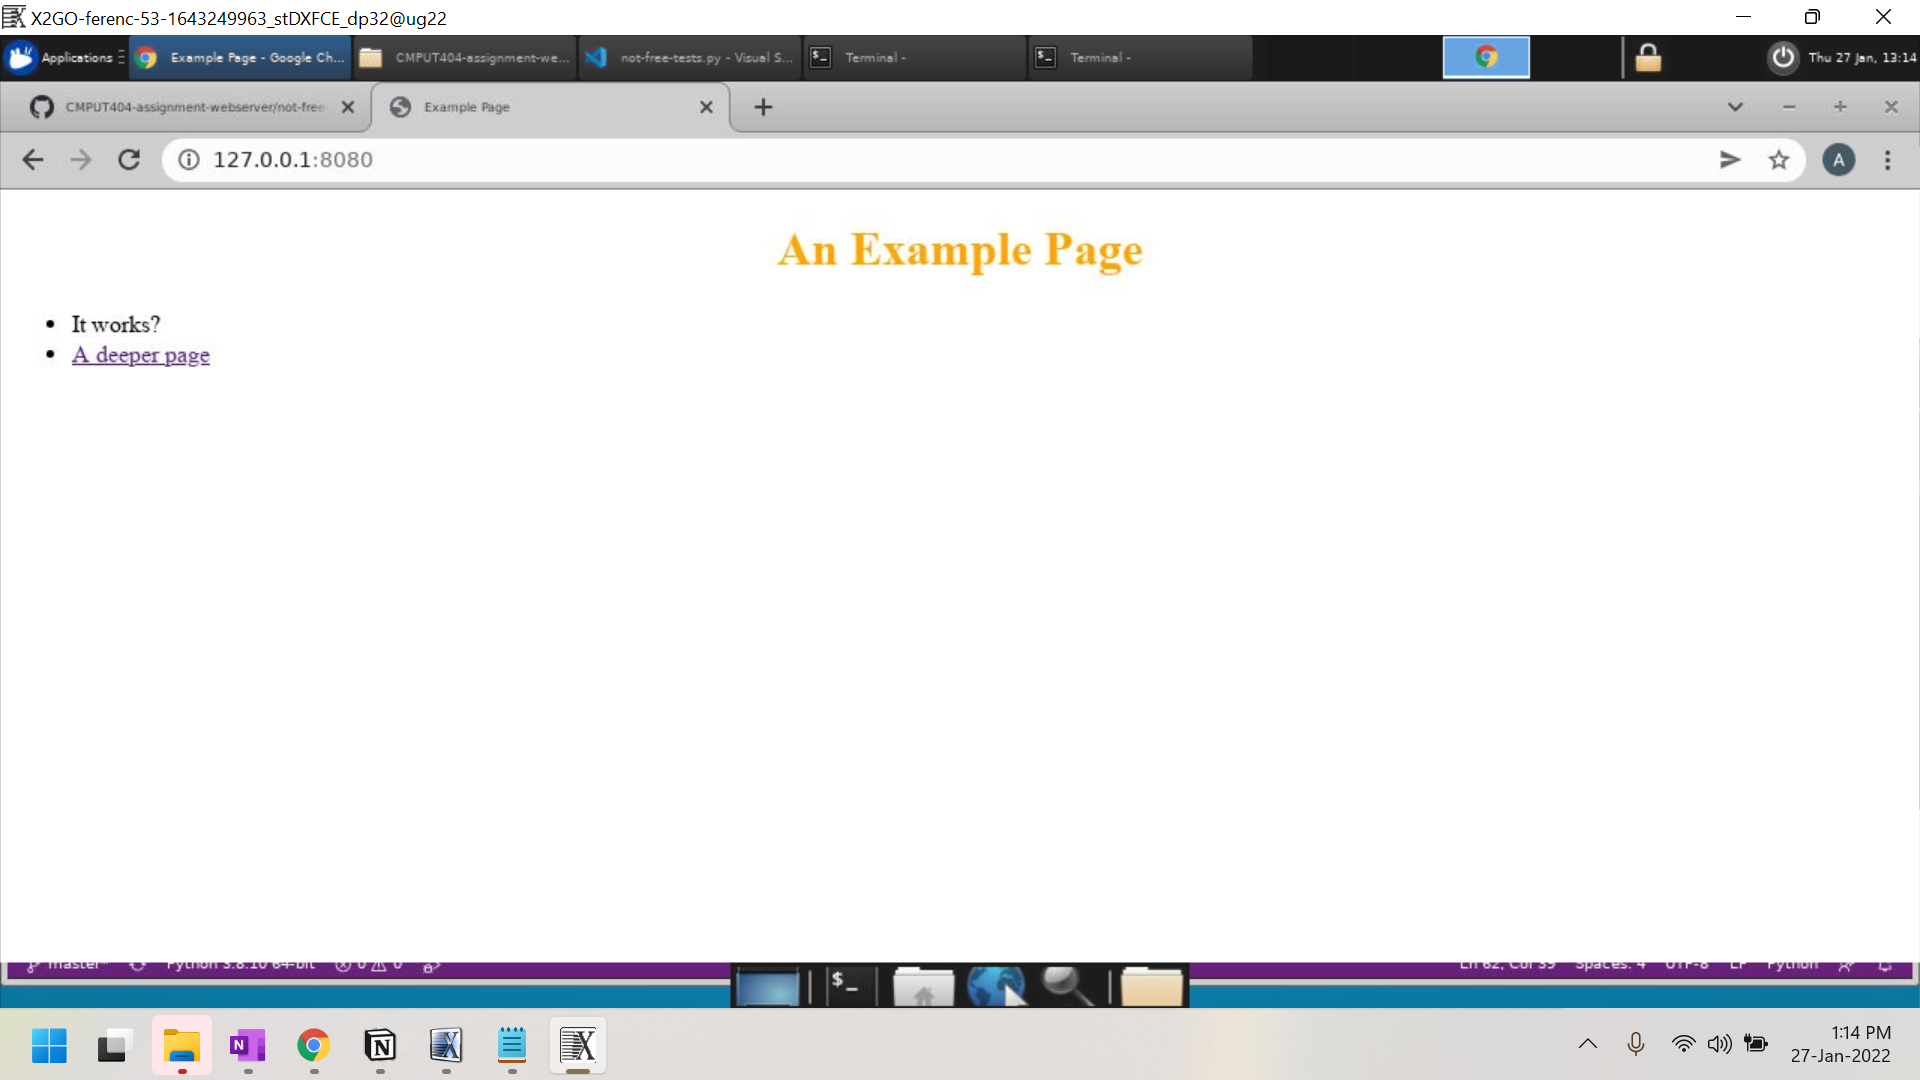 X2GO-ferenc-53-1643249963_stDXFCE_dp32@ug22
Applications
Example Page - Google Ch...
CMPUT404-assignment-we...
not-free-tests.py - Visual S...
Terminal -
Terminal -
Thu 27 Jan, 13:14
CMPUT404-assignment-webserver/not-free
Example Page
127.0.0.1:8080
A
An Example Page
• It works?
• A deeper page
master*
Python 3.8.10 64-bit
0
0
Ln 62, Col 39
Spaces: 4
UTF-8
LF
Python
1:14 PM
27-Jan-2022